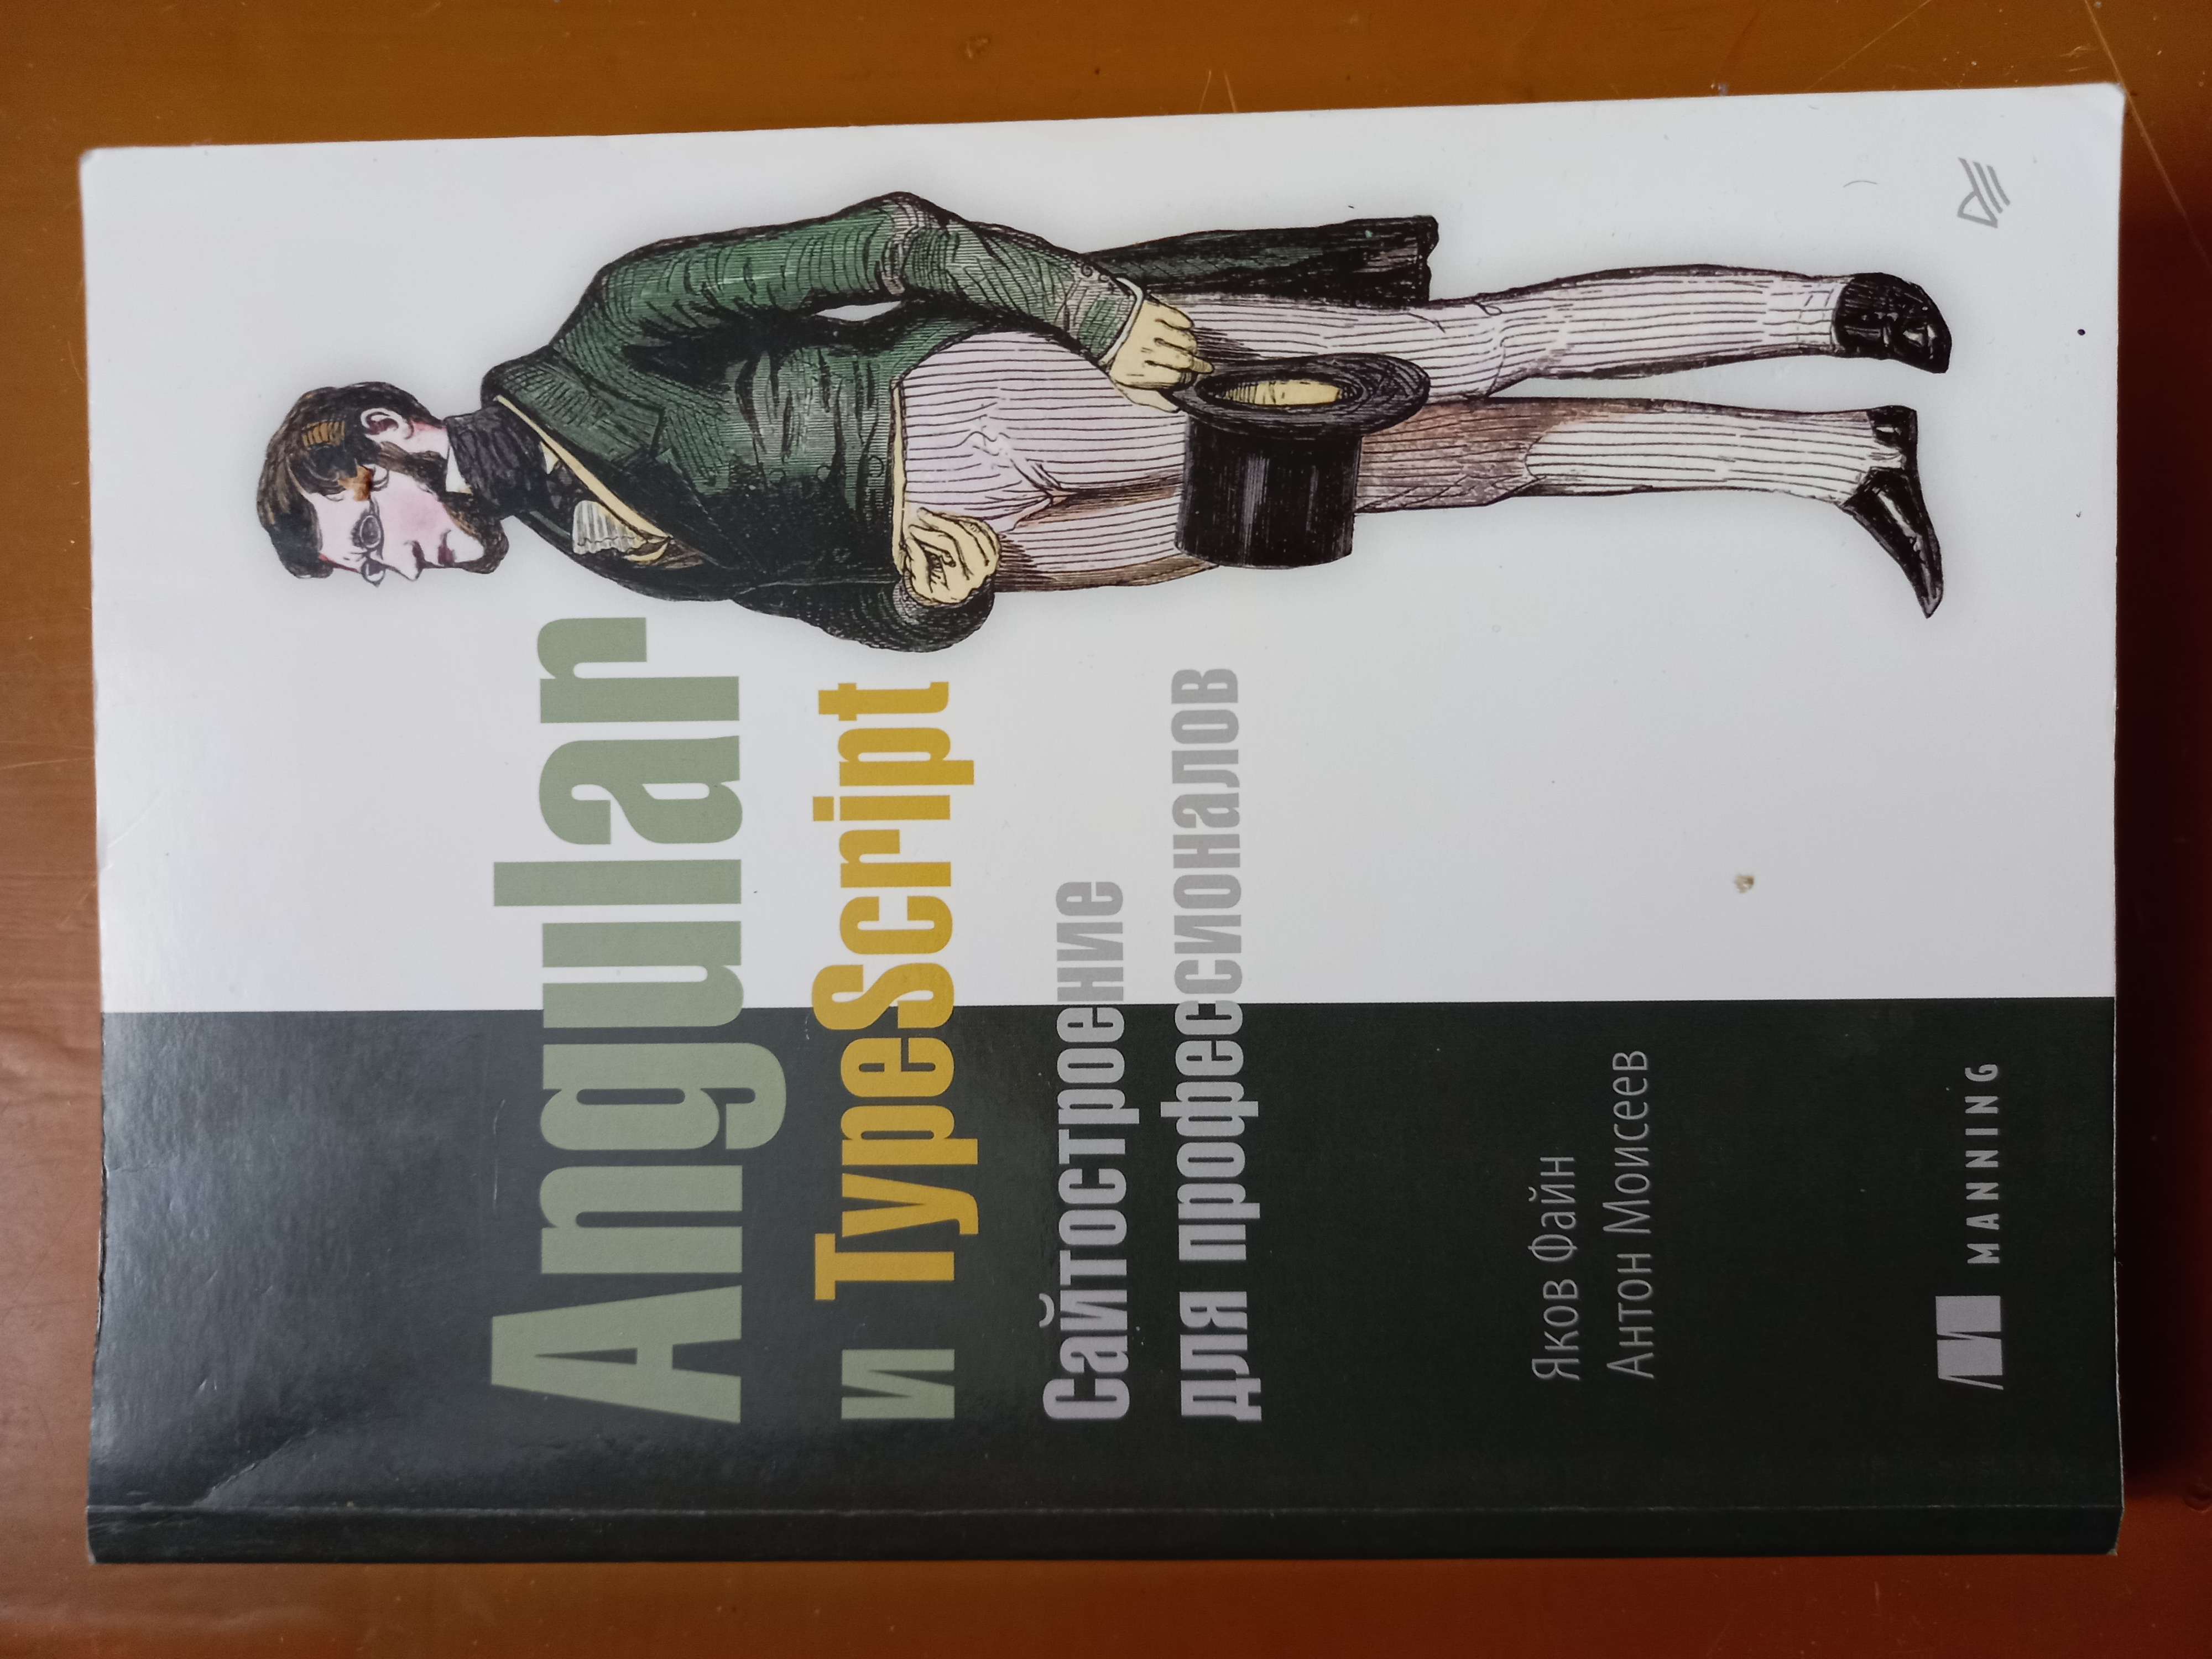 Angular
и TypeScript
Сайтостроение
для профессионалов
Яков Файн
Антон Моисеев
MANNING